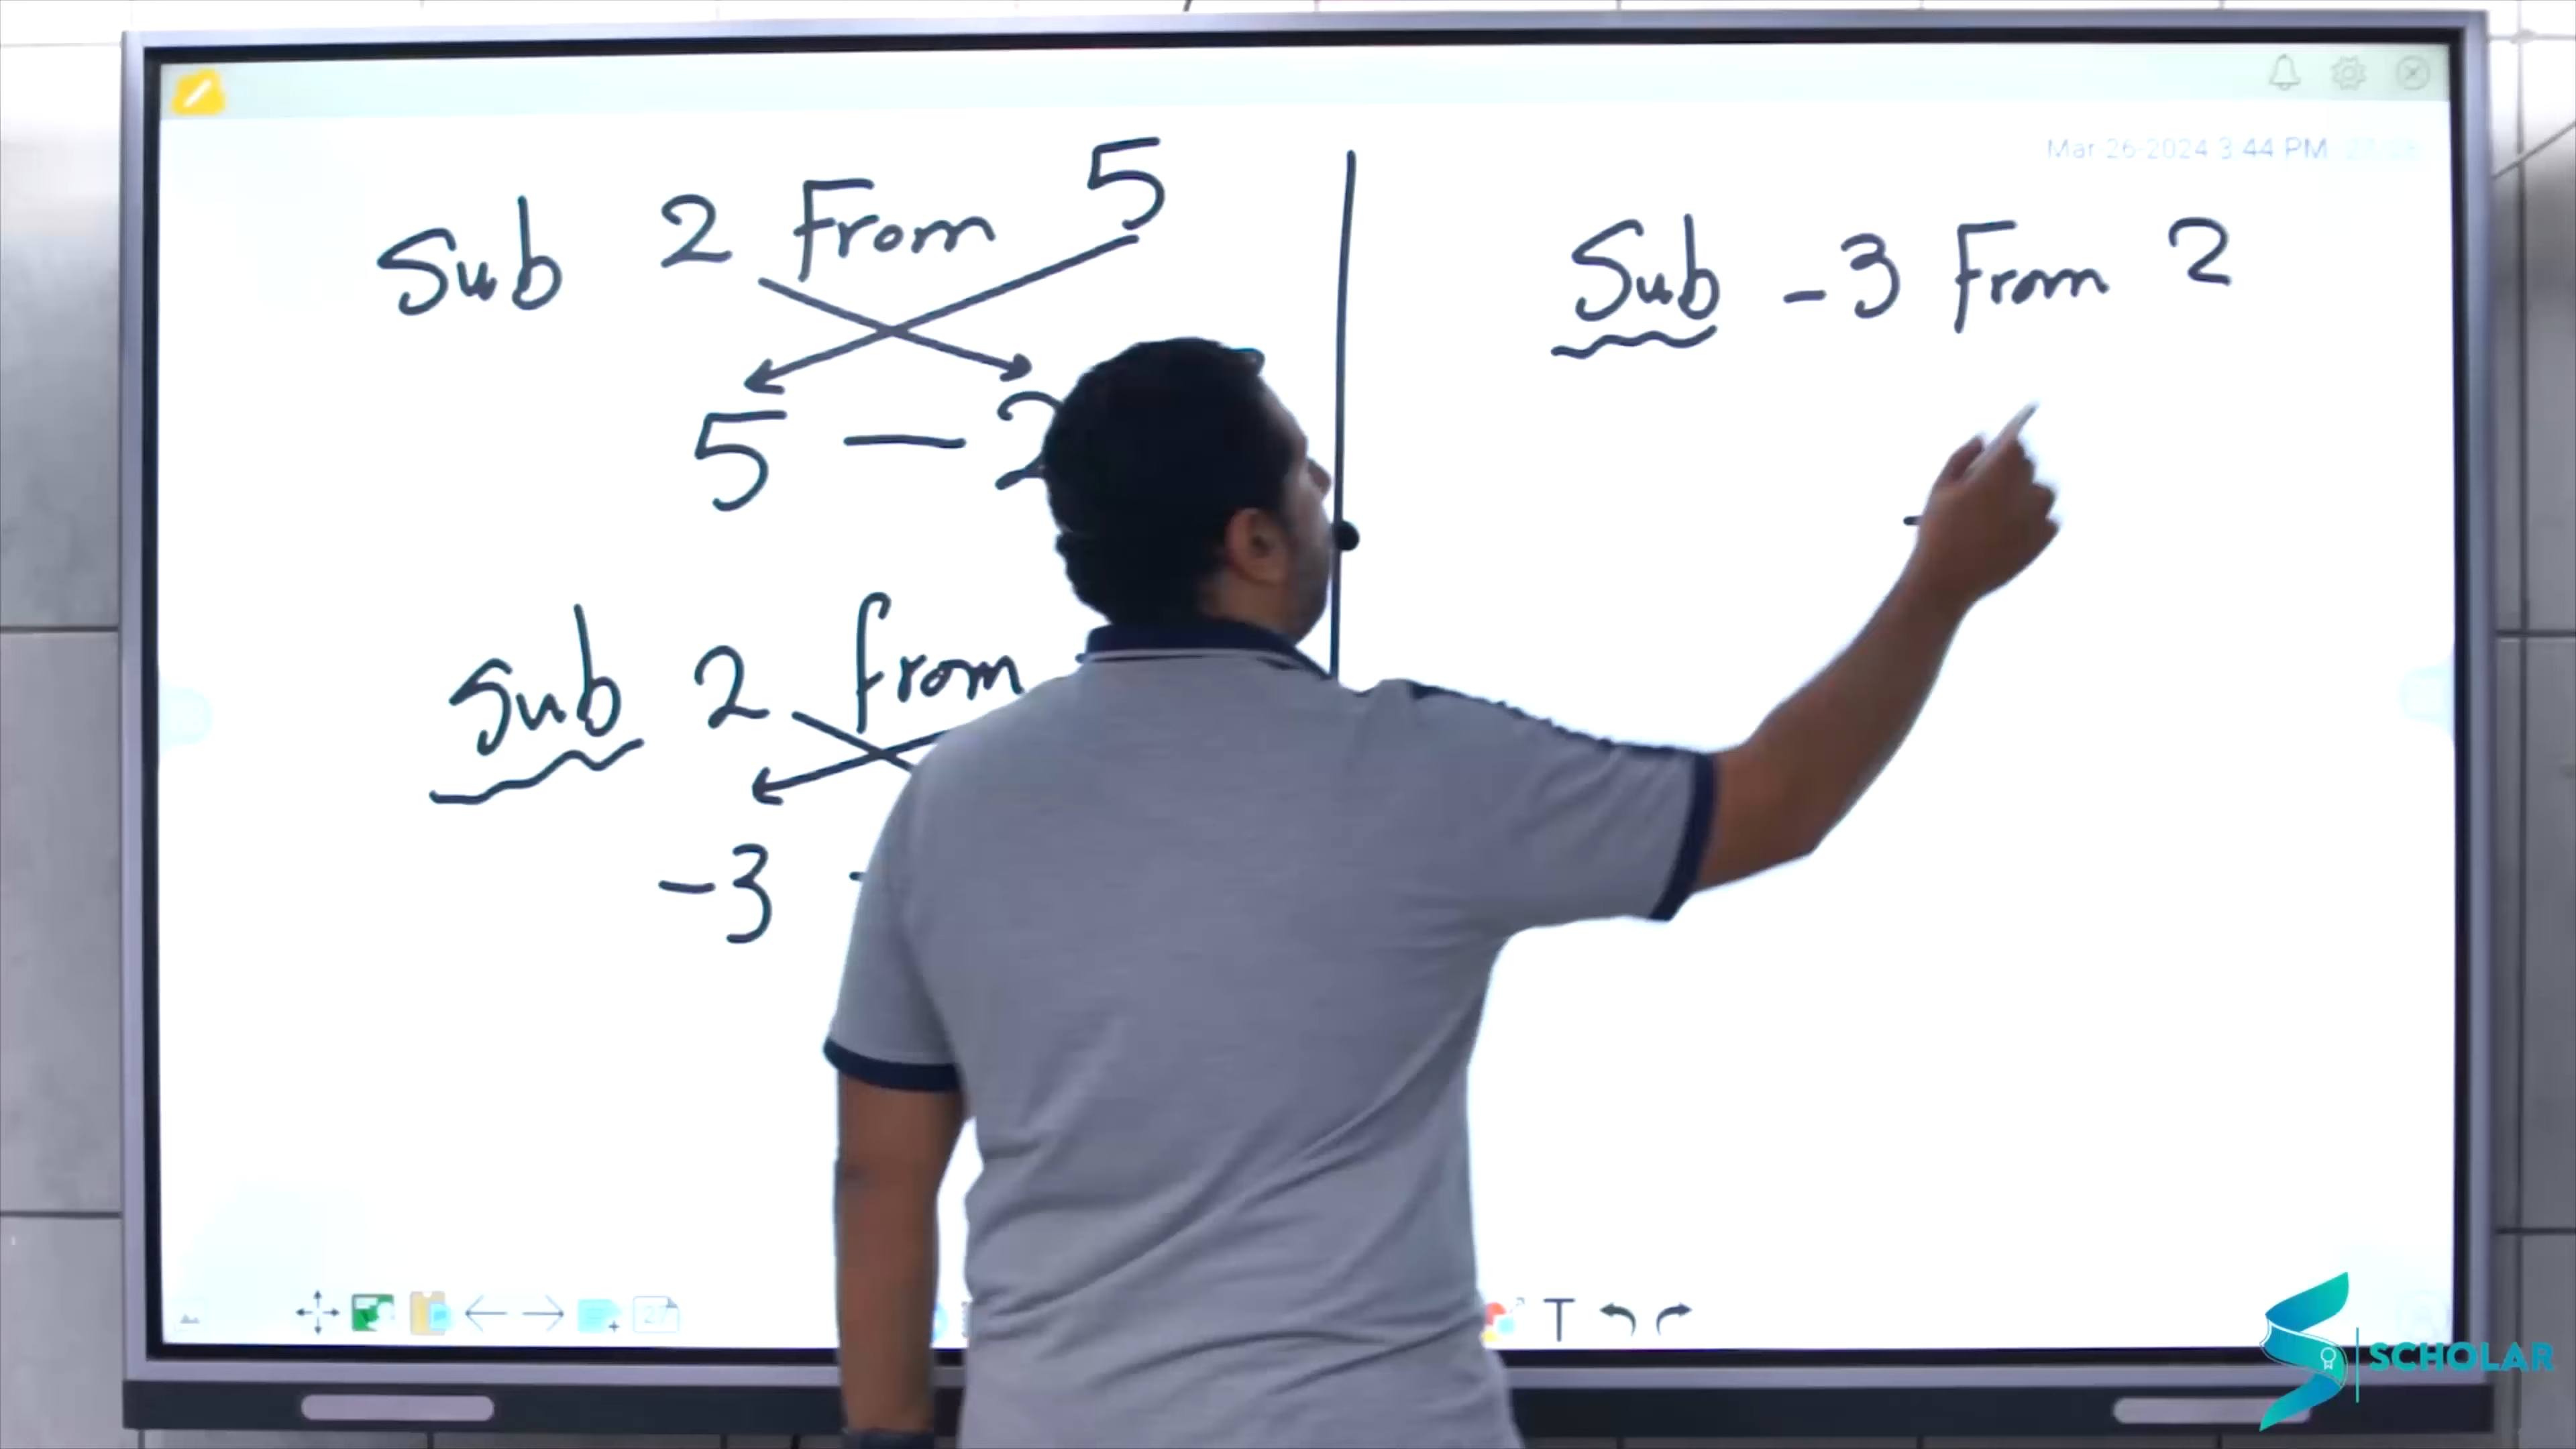 Mar 26-2024 3:44 PM
Sub 2 From 5
5 — 2
Sub 2 from
-3 -
Sub -3 From 2
-
27
T
SCHOLAR